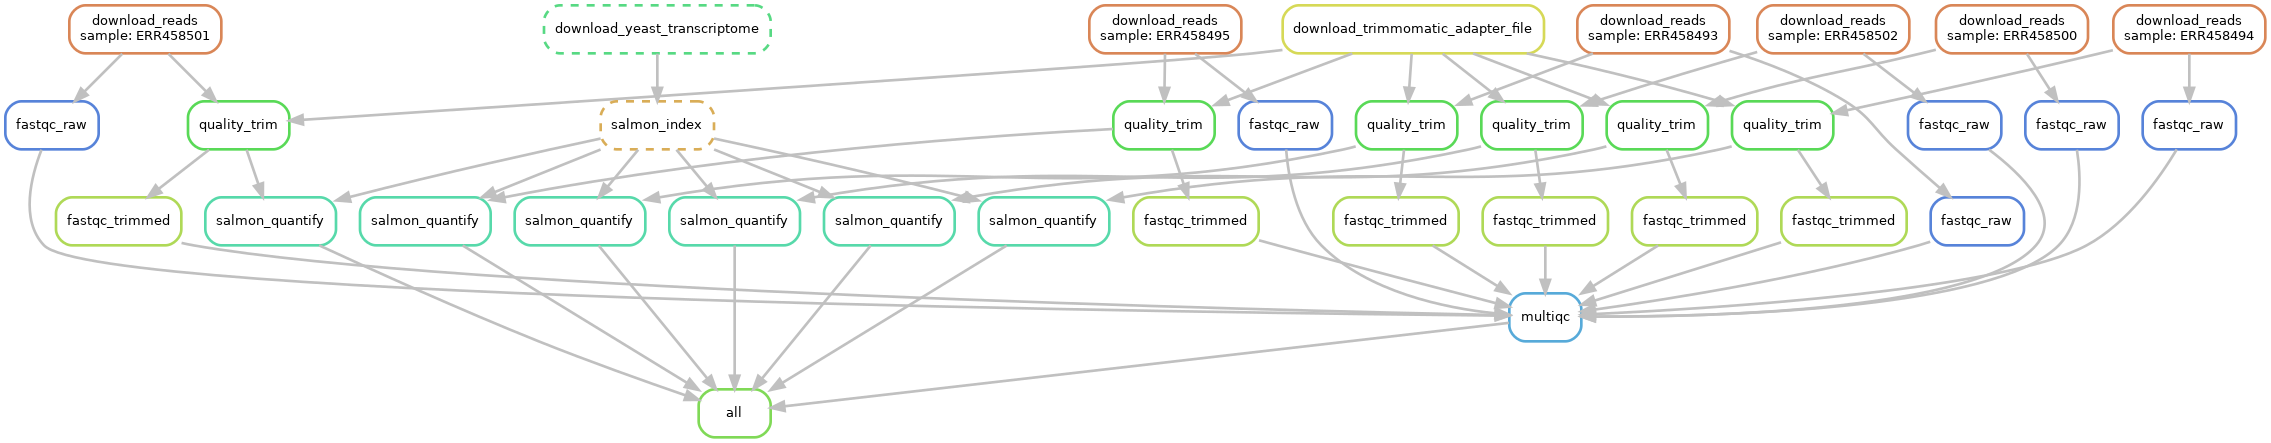 download_reads
sample: ERR458501
download_yeast_transcriptome
download_reads
sample: ERR458495
download_trimmomatic_adapter_file
download_reads
sample: ERR458493
download_reads
sample: ERR458502
download_reads
sample: ERR458500
download_reads
sample: ERR458494
fastqc_raw
quality_trim
salmon_index
quality_trim
fastqc_raw
quality_trim
quality_trim
quality_trim
quality_trim
fastqc_raw
fastqc_raw
fastqc_raw
fastqc_trimmed
salmon_quantify
salmon_quantify
salmon_quantify
salmon_quantify
salmon_quantify
salmon_quantify
fastqc_trimmed
fastqc_trimmed
fastqc_trimmed
fastqc_trimmed
fastqc_trimmed
fastqc_raw
multiqc
all